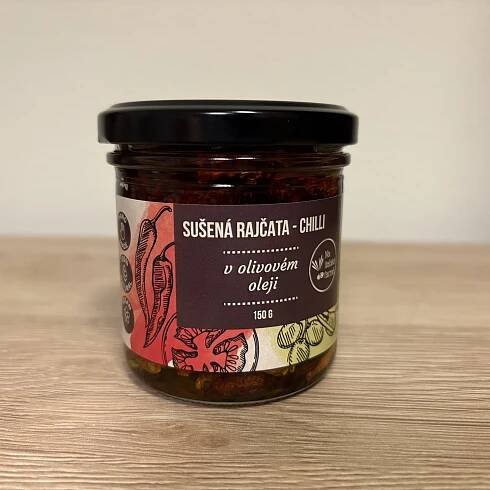 SUŠENÁ RAJČATA - CHILLI
v olivovém
oleji
150 G